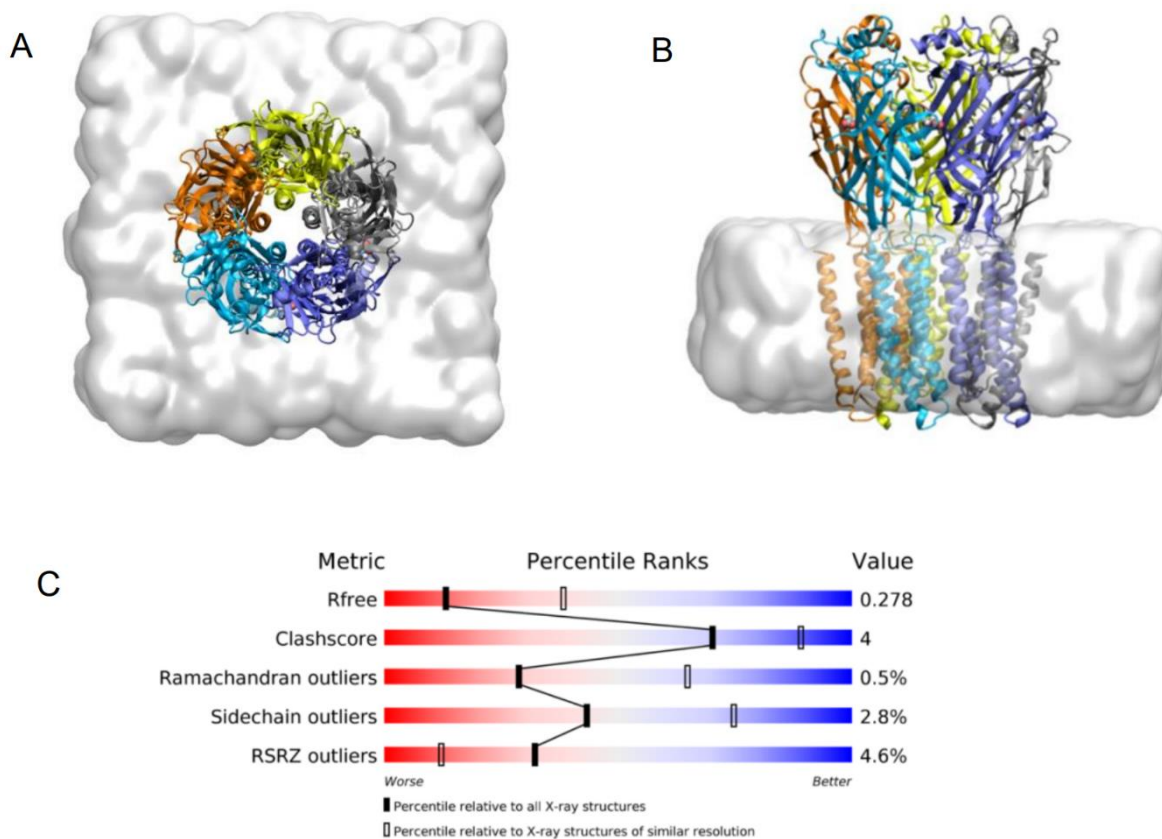 A
B
C
Metric Percentile Ranks Value
Rfree 0.278
Clashscore 4
Ramachandran outliers 0.5%
Sidechain outliers 2.8%
RSRZ outliers 4.6%
Worse Better
Percentile relative to all X-ray structures
Percentile relative to X-ray structures of similar resolution